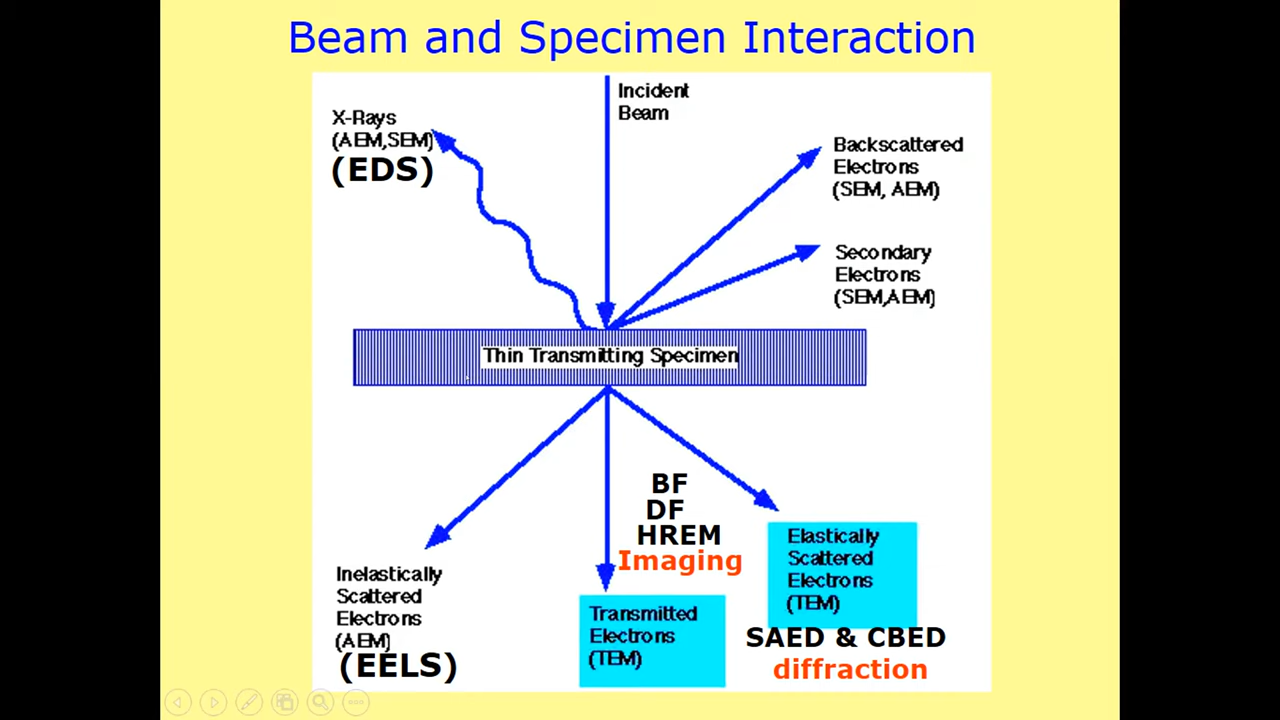 Beam and Specimen Interaction
Incident
Beam
X-Rays
(AEM,SEM)
(EDS)
Backscattered
Electrons
(SEM, AEM)
Secondary
Electrons
(SEM,AEM)
Thin Transmitting Specimen
BF
DF
HREM
Imaging
Inelastically
Scattered
Electrons
(AEM)
(EELS)
Transmitted
Electrons
(TEM)
Elastically
Scattered
Electrons
(TEM)
SAED & CBED
diffraction